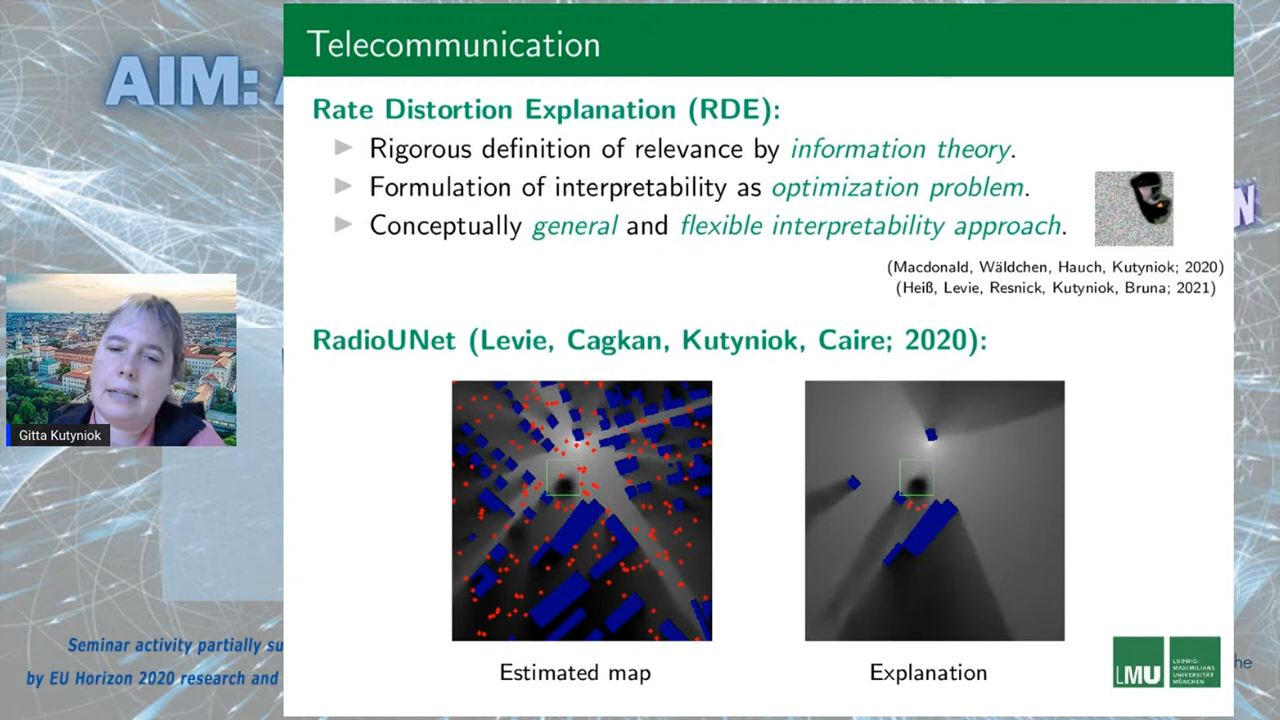 Telecommunication
AIM: A
Rate Distortion Explanation (RDE):
Rigorous definition of relevance by information theory.
Formulation of interpretability as optimization problem.
Conceptually general and flexible interpretability approach.
N
(Macdonald, Wäldchen, Hauch, Kutyniok; 2020)
(Heiß, Levie, Resnick, Kutyniok, Bruna; 2021)
RadioUNet (Levie, Cagkan, Kutyniok, Caire; 2020):
Gitta Kutyniok
Seminar activity partially su
by EU Horizon 2020 research and
Estimated map
Explanation
LMU
LUDWIG-
MAXIMILIANS
UNIVERSITÄT
MÜNCHEN
he